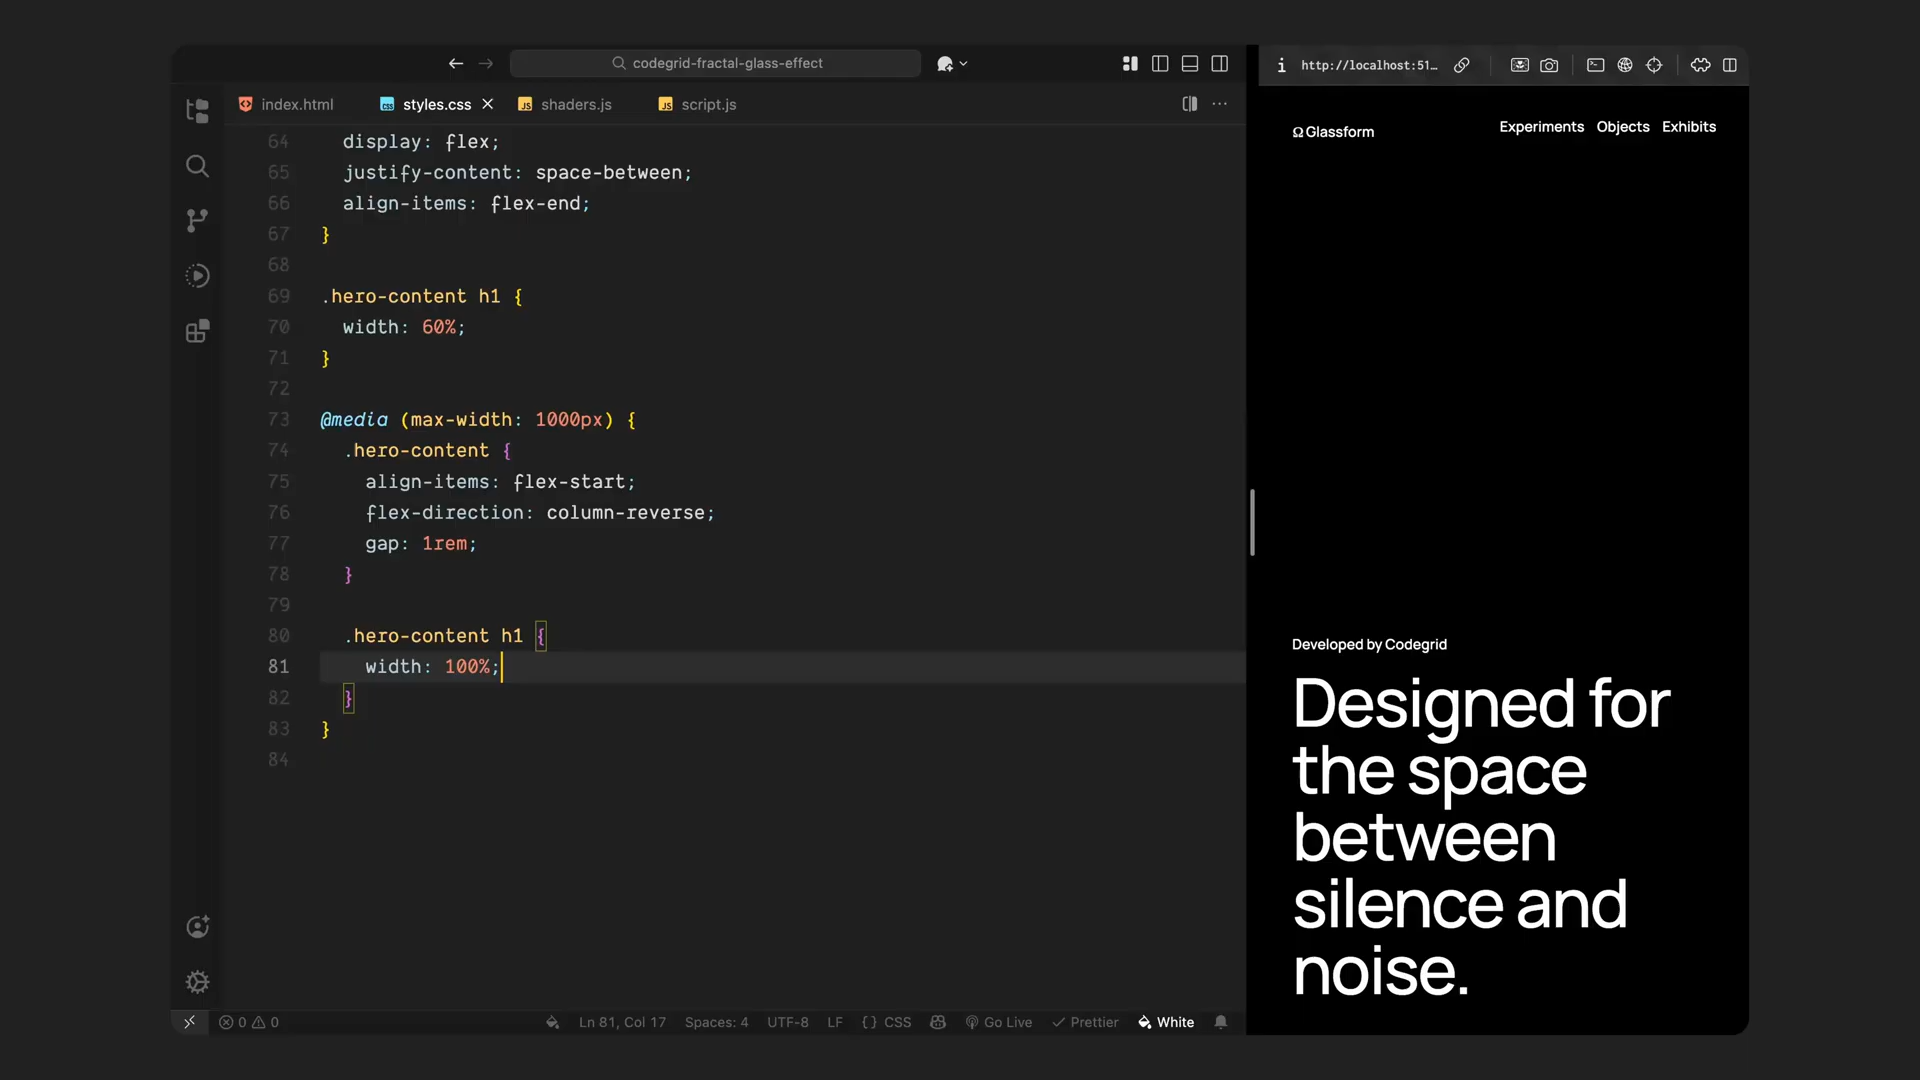 codegrid-fractal-glass-effect
index.html
styles.css
shaders.js
script.js
64 display: flex;
65 justify-content: space-between;
66 align-items: flex-end;
67 }
68
69 .hero-content h1 {
70 width: 60%;
71 }
72
73 @media (max-width: 1000px) {
74 .hero-content {
75 align-items: flex-start;
76 flex-direction: column-reverse;
77 gap: 1rem;
78 }
79
80 .hero-content h1 {
81 width: 100%;
82 }
83 }
84
0 0 Ln 81, Col 17 Spaces: 4 UTF-8 LF {} CSS Go Live Prettier White
http://localhost:51…
Ω Glassform
Experiments Objects Exhibits
Developed by Codegrid
Designed for
the space
between
silence and
noise.